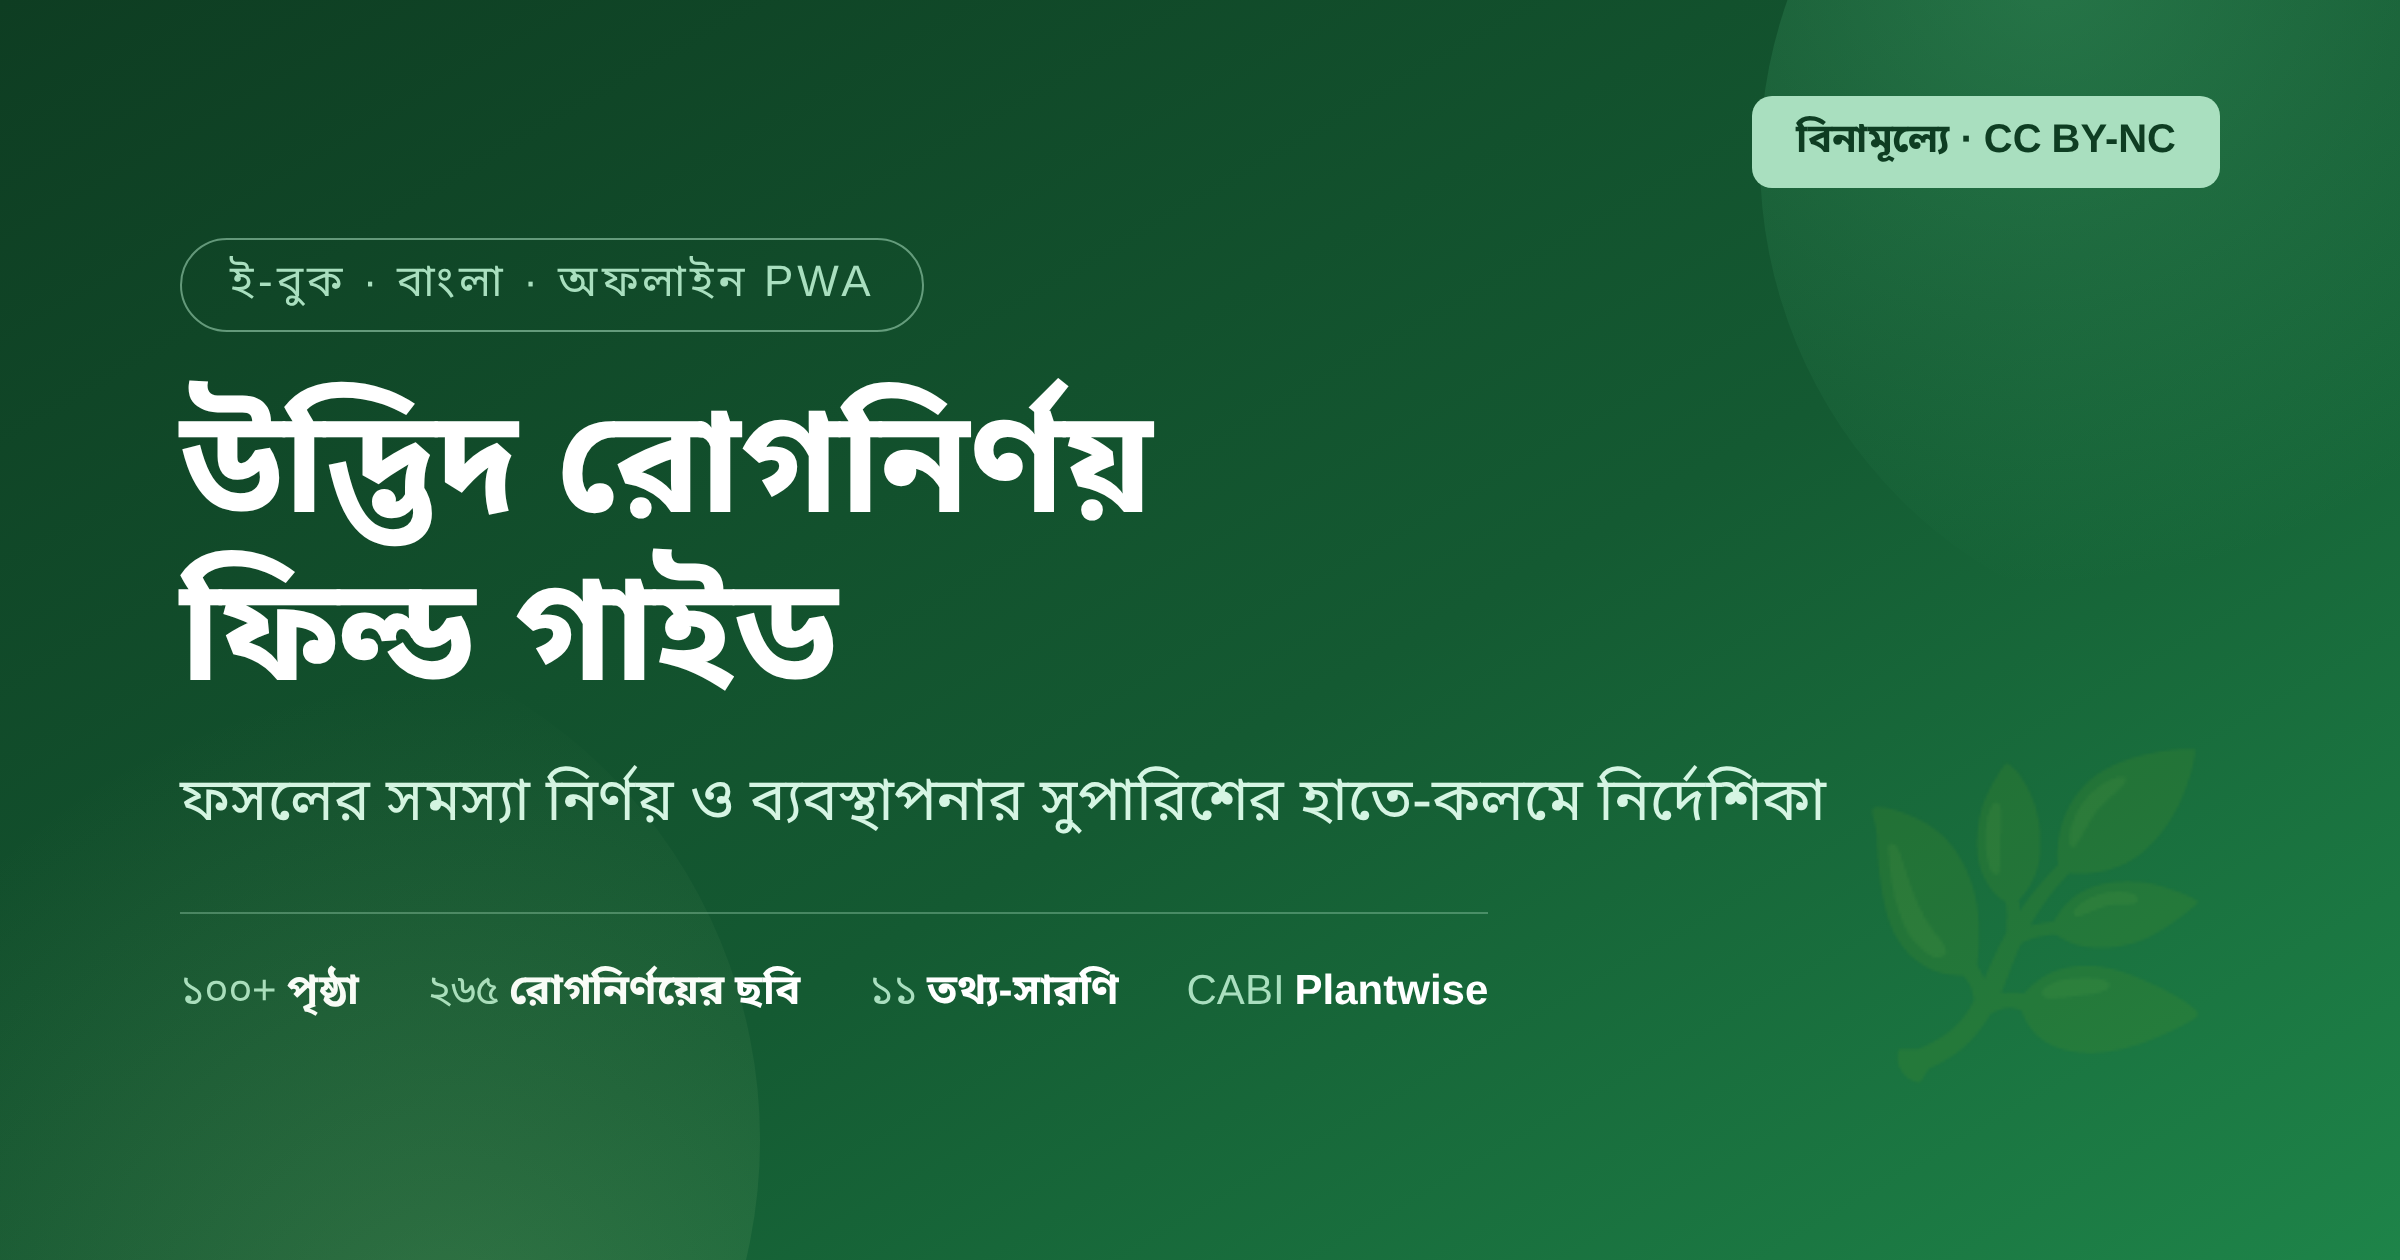 বিনামূল্যে · CC BY-NC
ই-বুক · বাংলা · অফলাইন PWA
উদ্ভিদ রোগনির্ণয়
ফিল্ড গাইড
ফসলের সমস্যা নির্ণয় ও ব্যবস্থাপনার সুপারিশের হাতে-কলমে নির্দেশিকা
১০০+ পৃষ্ঠা ২৬৫ রোগনির্ণয়ের ছবি ১১ তথ্য-সারণি CABI Plantwise